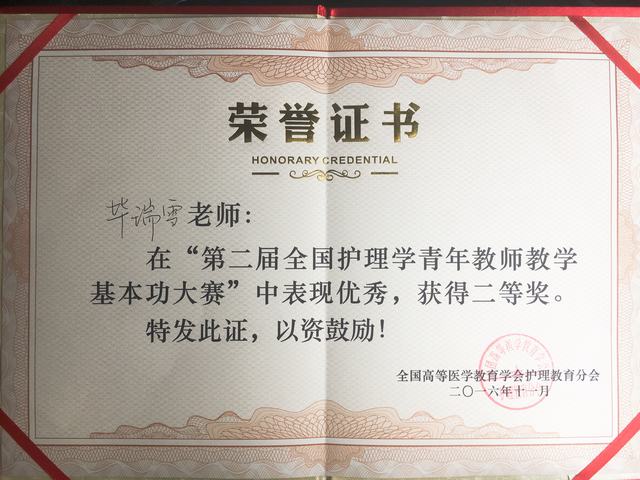 荣誉证书
HONORARY CREDENTIAL
毕瑞雪老师：
在“第二届全国护理学青年教师教学
基本功大赛”中表现优秀，获得二等奖。
特发此证，以资鼓励！
全国高等医学教育学会护理教育分会
二〇一六年十一月